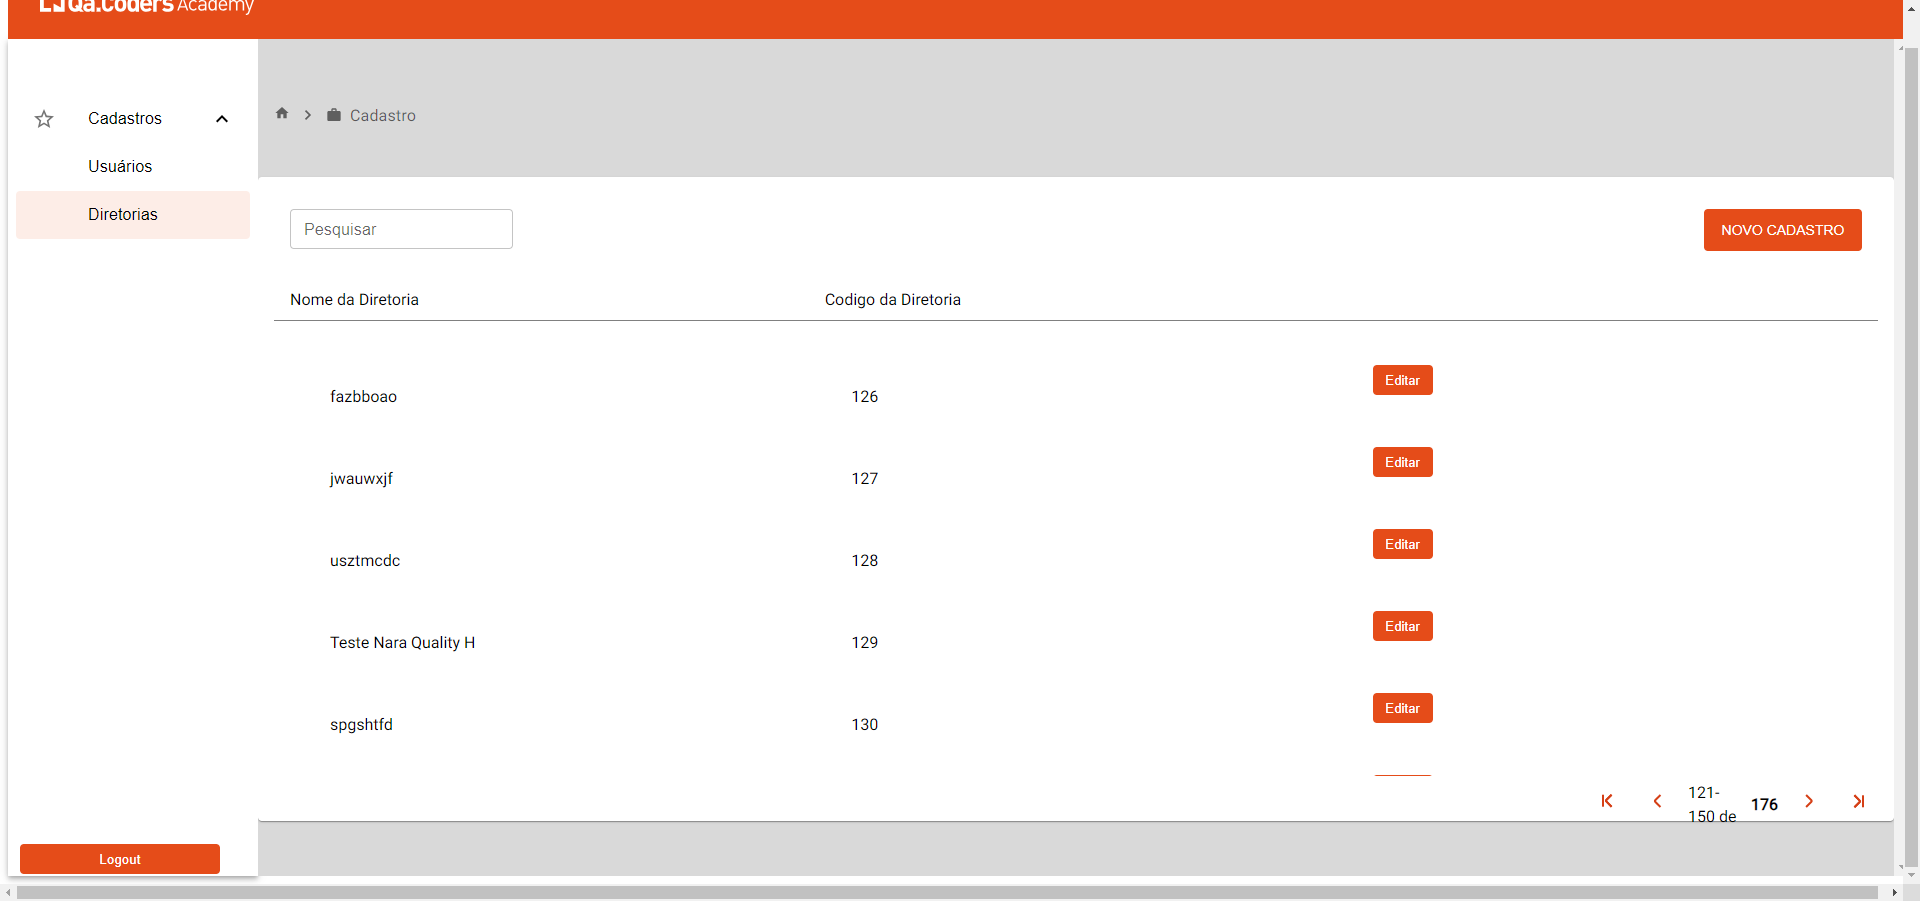 Qa.Coders Academy
Cadastros
Usuários
Diretorias
Cadastro
Pesquisar
NOVO CADASTRO
Nome da Diretoria Codigo da Diretoria
fazbboao 126 Editar
jwauwxjf 127 Editar
usztmcdc 128 Editar
Teste Nara Quality H 129 Editar
spgshtfd 130 Editar
121-
150 de 176
Logout